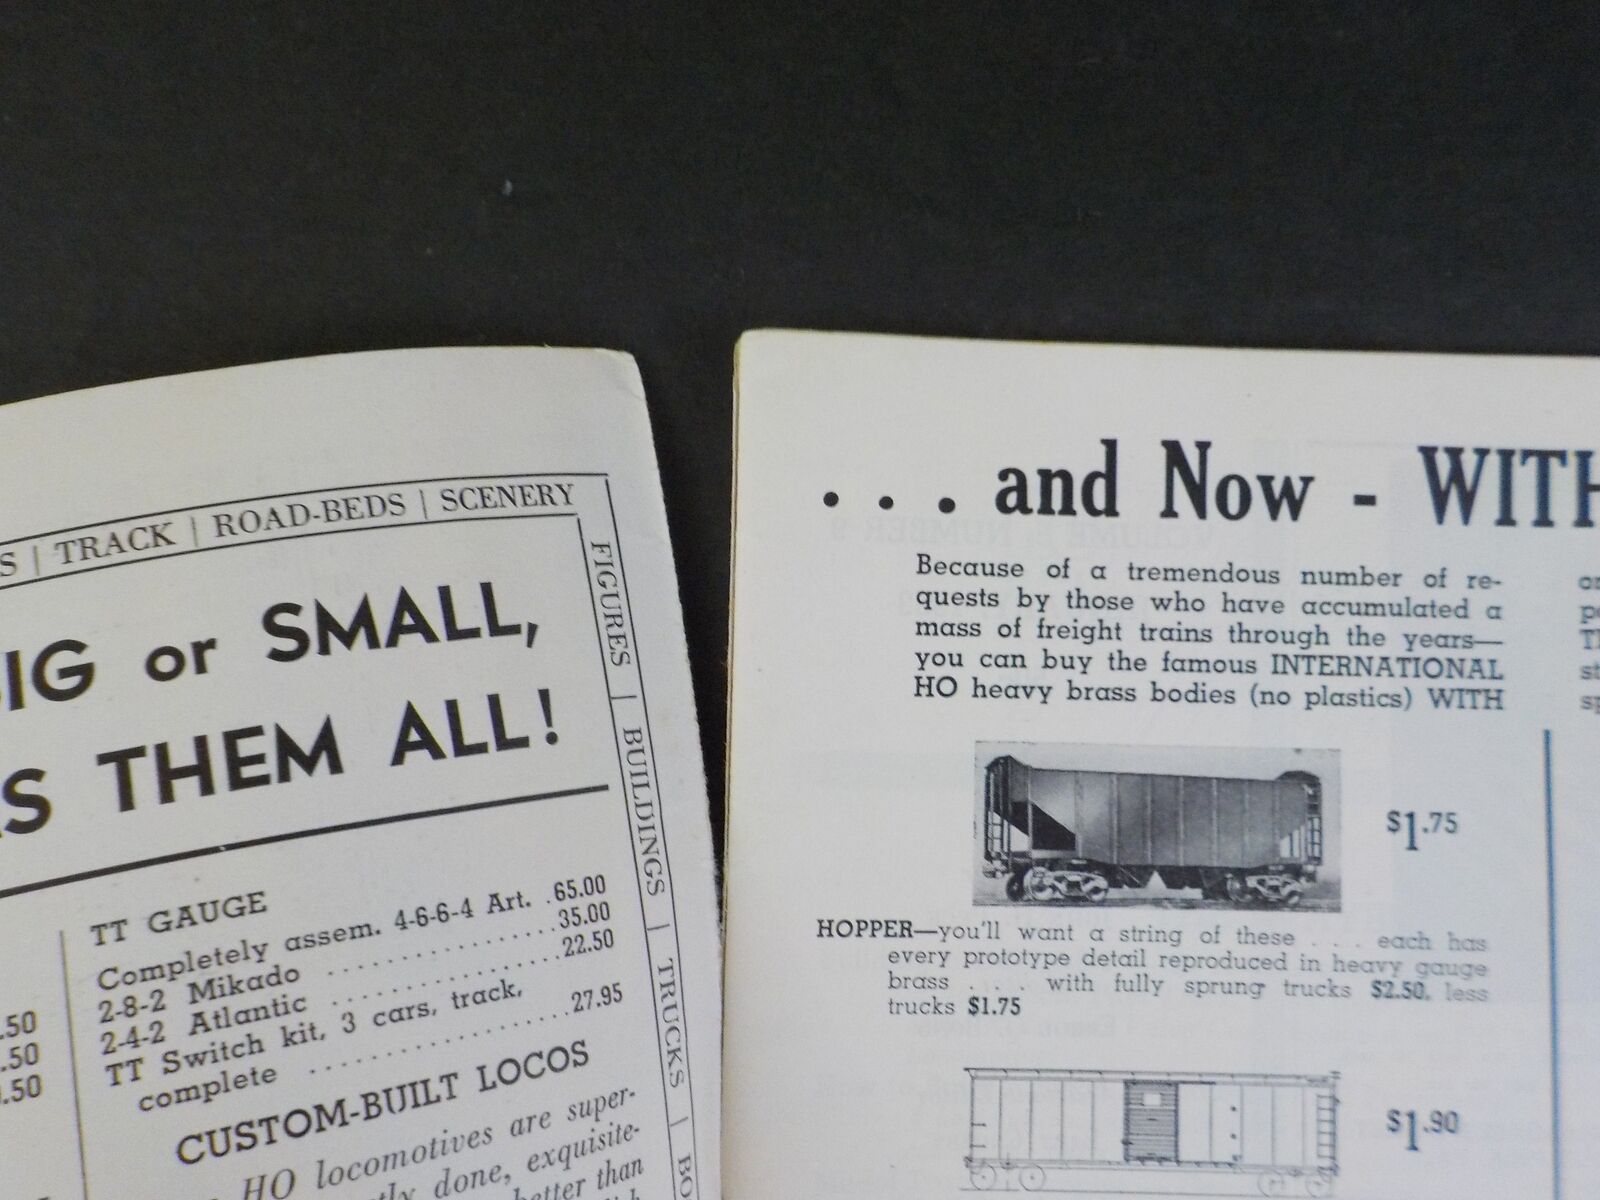 S | TRACK | ROAD-BEDS | SCENERY
FIGURES | BUILDINGS | TRUCKS |
or SMALL,
THEM ALL!
.50
.50
.50
TT GAUGE
Completely assem. 4-6-6-4 Art. .65.00
2-8-2 Mikado ..............35.00
2-4-2 Atlantic ..............22.50
TT Switch kit, 3 cars, track,
complete ................27.95
CUSTOM-BUILT LOCOS
HO locomotives are super-
done, exquisite-
better than
. . . and Now - WITH
Because of a tremendous number of re-
quests by those who have accumulated a
mass of freight trains through the years—
you can buy the famous INTERNATIONAL
HO heavy brass bodies (no plastics) WITH
$1.75
HOPPER—you'll want a string of these . . . each has
every prototype detail reproduced in heavy gauge
brass . . . with fully sprung trucks $2.50, less
trucks $1.75
$1.90